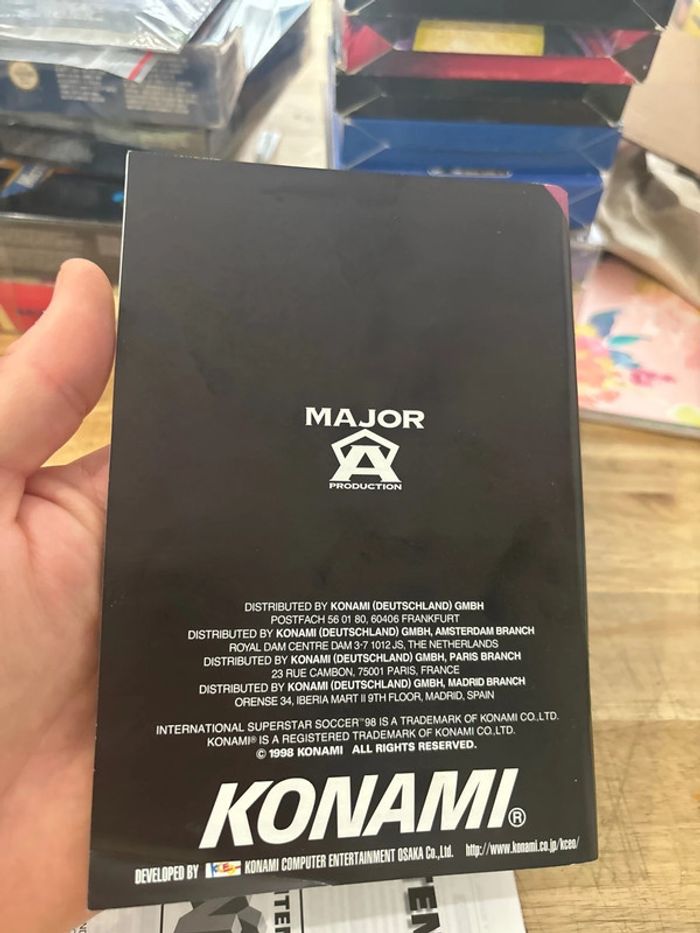 MAJOR
A
PRODUCTION
DISTRIBUTED BY KONAMI (DEUTSCHLAND) GMBH
POSTFACH 56 01 80, 60406 FRANKFURT
DISTRIBUTED BY KONAMI (DEUTSCHLAND) GMBH, AMSTERDAM BRANCH
ROYAL DAM CENTRE DAM 3-7 1012 JS, THE NETHERLANDS
DISTRIBUTED BY KONAMI (DEUTSCHLAND) GMBH, PARIS BRANCH
23 RUE CAMBON, 75001 PARIS, FRANCE
DISTRIBUTED BY KONAMI (DEUTSCHLAND) GMBH, MADRID BRANCH
ORENSE 34, IBERIA MART II 9TH FLOOR, MADRID, SPAIN
INTERNATIONAL SUPERSTAR SOCCER™98 IS A TRADEMARK OF KONAMI CO.,LTD.
KONAMI® IS A REGISTERED TRADEMARK OF KONAMI CO.,LTD.
© 1998 KONAMI ALL RIGHTS RESERVED.
KONAMI®
DEVELOPED BY KCEO KONAMI COMPUTER ENTERTAINMENT OSAKA Co.,Ltd. http://www.konami.co.jp/kceo/